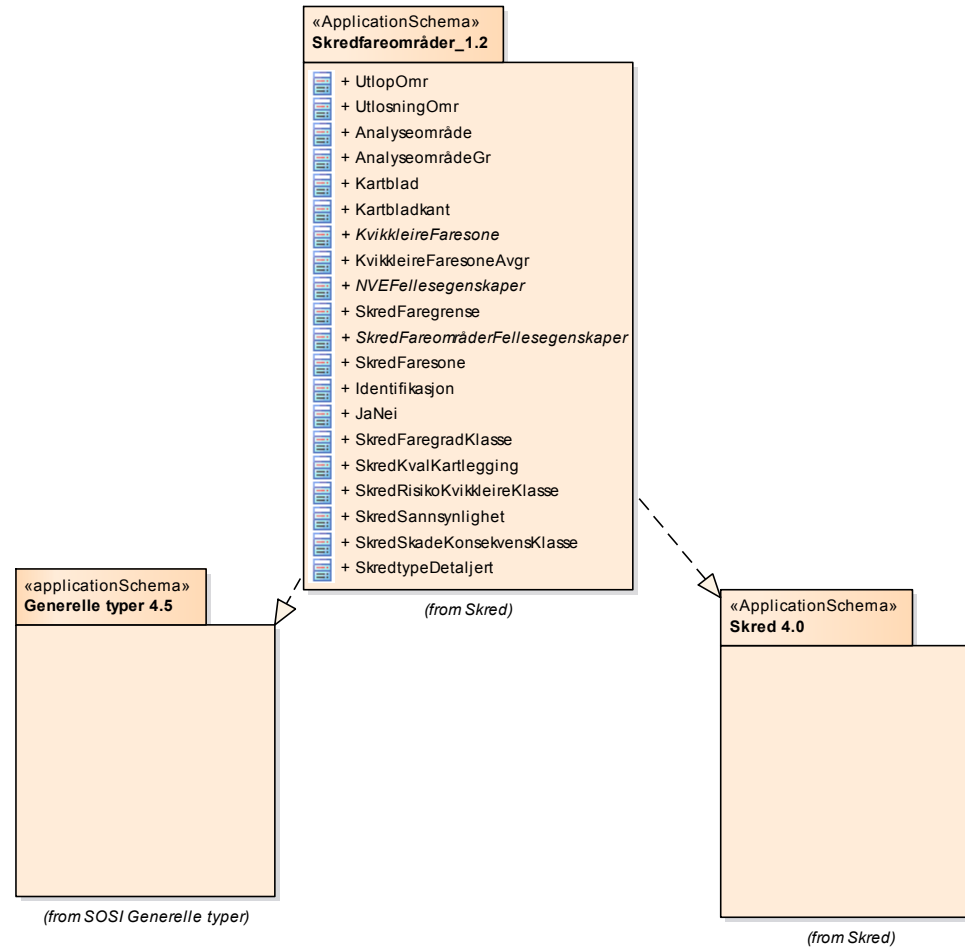 «ApplicationSchema»
Skredfareområder_1.2
+ UtlopOmr
+ UtlosningOmr
+ Analyseområde
+ AnalyseområdeGr
+ Kartblad
+ Kartbladkant
+ KvikkleireFaresone
+ KvikkleireFaresoneAvgr
+ NVEFellesegenskaper
+ SkredFaregrense
+ SkredFareområderFellesegenskaper
+ SkredFaresone
+ Identifikasjon
+ JaNei
+ SkredFaregradKlasse
+ SkredKvalKartlegging
+ SkredRisikoKvikkleireKlasse
+ SkredSannsynlighet
+ SkredSkadeKonsekvensKlasse
+ SkredtypeDetaljert
(from Skred)
«applicationSchema»
Generelle typer 4.5
(from SOSI Generelle typer)
«ApplicationSchema»
Skred 4.0
(from Skred)